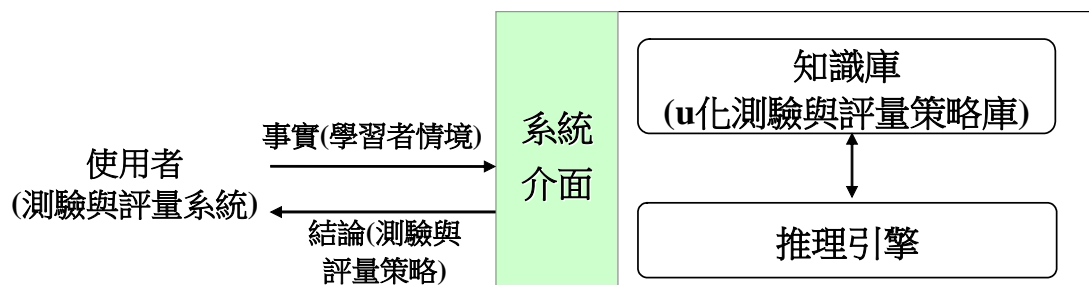 使用者
(測驗與評量系統)
事實(學習者情境)
結論(測驗與
評量策略)
系統
介面
知識庫
(u化測驗與評量策略庫)
推理引擎